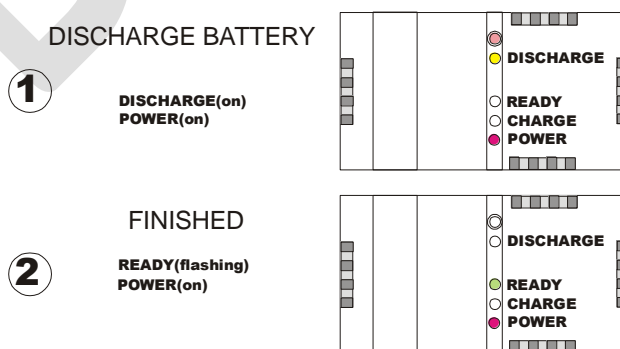 DISCHARGE BATTERY
1
DISCHARGE(on)
POWER(on)
DISCHARGE
READY
CHARGE
POWER
FINISHED
2
READY(flashing)
POWER(on)
DISCHARGE
READY
CHARGE
POWER